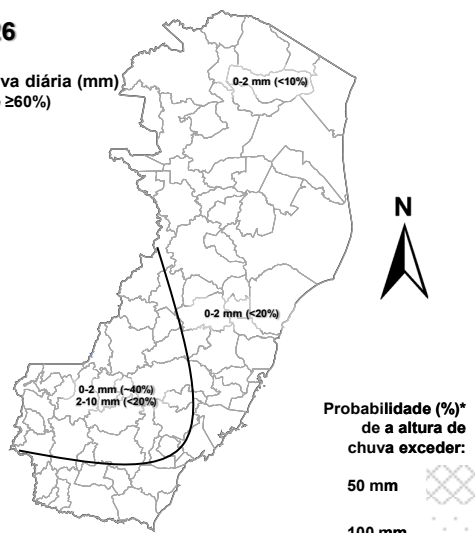 26
va diária (mm)
≥60%)
0-2 mm (<10%)
N
0-2 mm (<20%)
0-2 mm (~40%)
2-10 mm (<20%)
Probabilidade (%)*
de a altura de
chuva exceder:
50 mm
100 mm